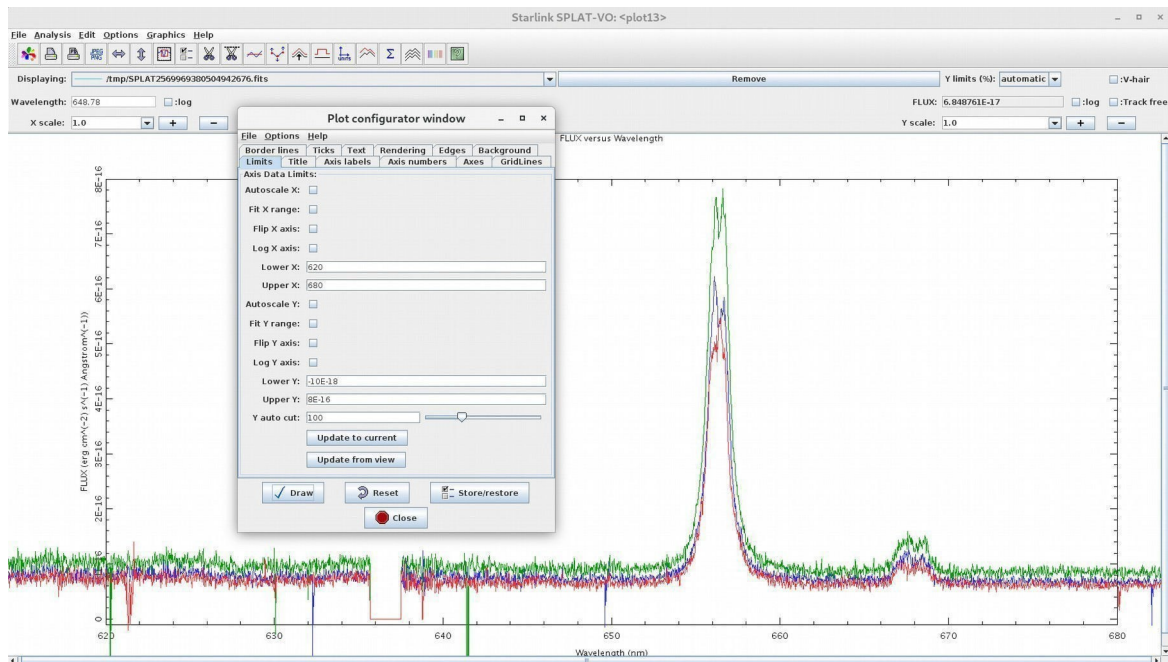 Starlink SPLAT-VO: <plot13>
File Analysis Edit Options Graphics Help
Displaying: /tmp/SPLAT2569969380504942676.fits Remove Y limits (%): automatic :V-hair
Wavelength: 648.78 :log FLUX: 6.848761E-17 :log :Track free
X scale: 1.0 + − Y scale: 1.0 + −
FLUX versus Wavelength
Plot configurator window
File Options Help
Border lines Ticks Text Rendering Edges Background
Limits Title Axis labels Axis numbers Axes GridLines
Axis Data Limits:
Autoscale X:
Fit X range:
Flip X axis:
Log X axis:
Lower X: 620
Upper X: 680
Autoscale Y:
Fit Y range:
Flip Y axis:
Log Y axis:
Lower Y: -10E-18
Upper Y: 8E-16
Y auto cut: 100
Update to current
Update from view
Draw Reset Store/restore
Close
FLUX (erg cm^(−2) s^(−1) Angstrom^(−1))
8E-16
7E-16
6E-16
5E-16
4E-16
3E-16
2E-16
0
620 630 640 650 660 670 680
Wavelength (nm)